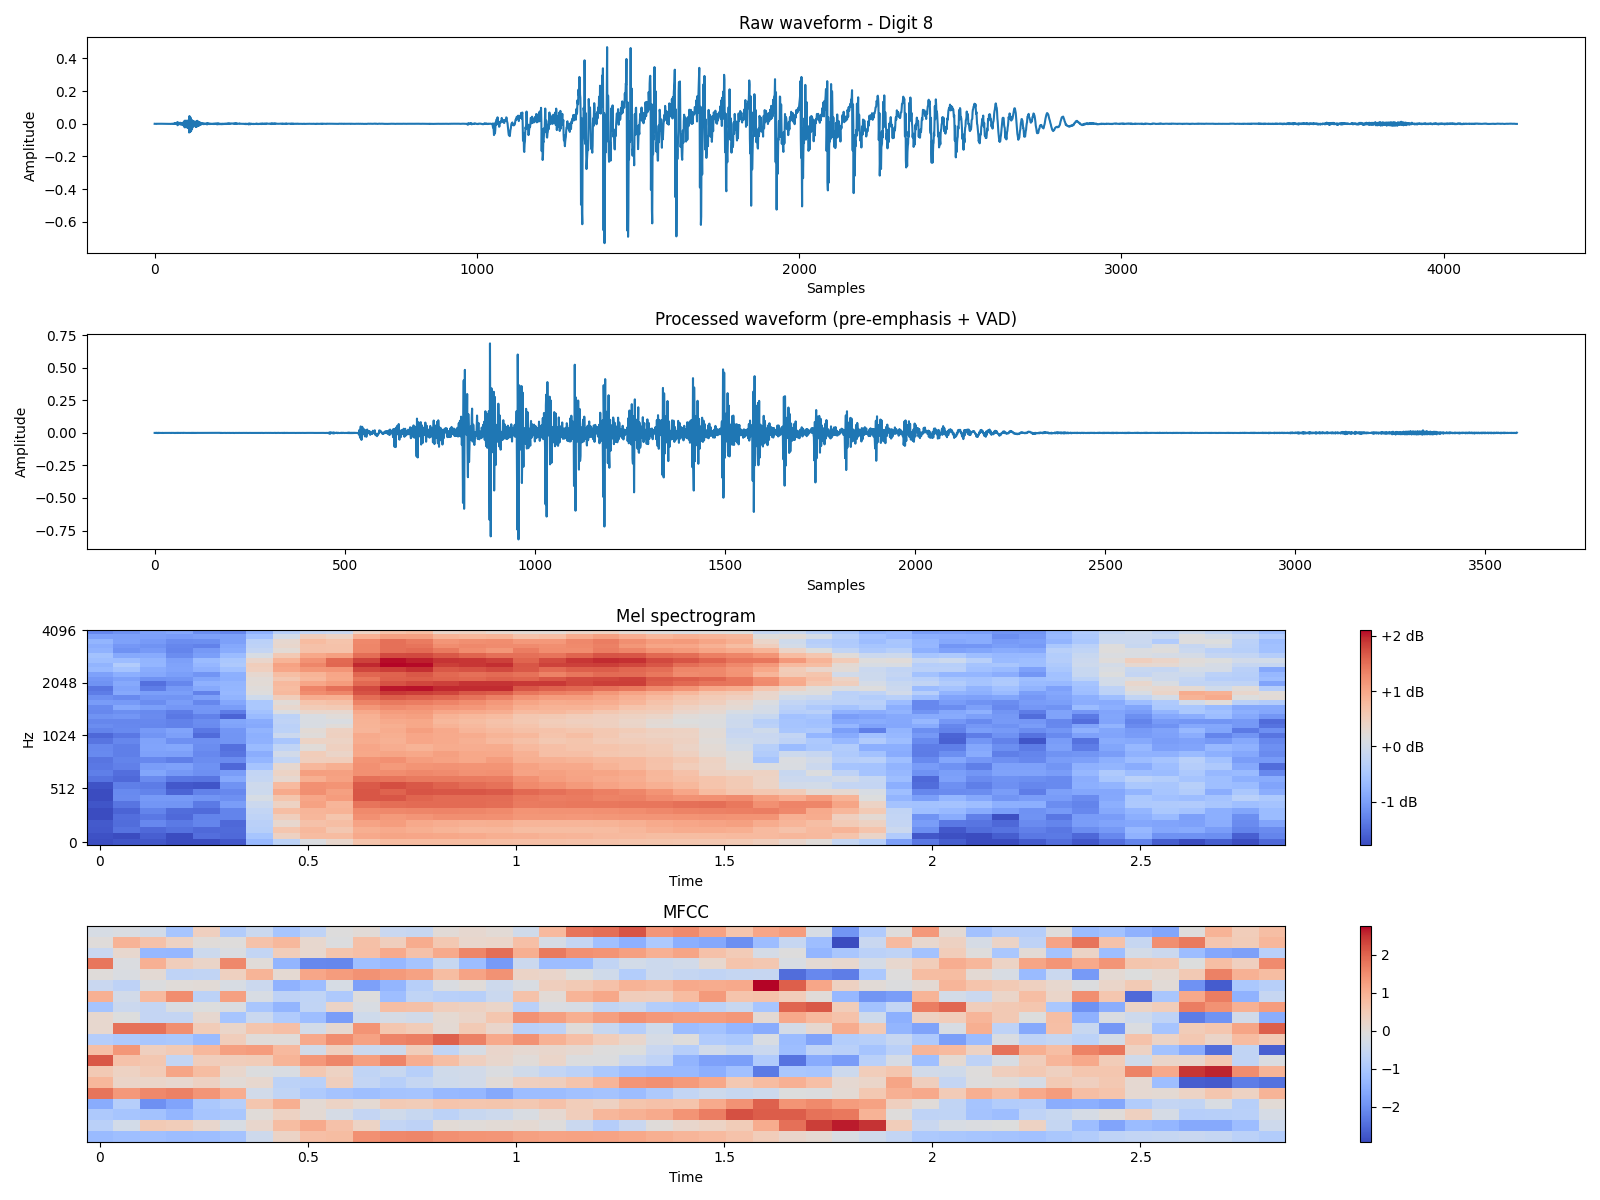 Raw waveform - Digit 8
0.4
0.2
0.0
−0.2
−0.4
−0.6
Amplitude
0 1000 2000 3000 4000
Samples
Processed waveform (pre-emphasis + VAD)
0.75
0.50
0.25
0.00
−0.25
−0.50
−0.75
Amplitude
0 500 1000 1500 2000 2500 3000 3500
Samples
Mel spectrogram
4096
2048
1024
512
0
Hz
0 0.5 1 1.5 2 2.5
Time
+2 dB
+1 dB
+0 dB
-1 dB
MFCC
0 0.5 1 1.5 2 2.5
Time
2
1
0
−1
−2